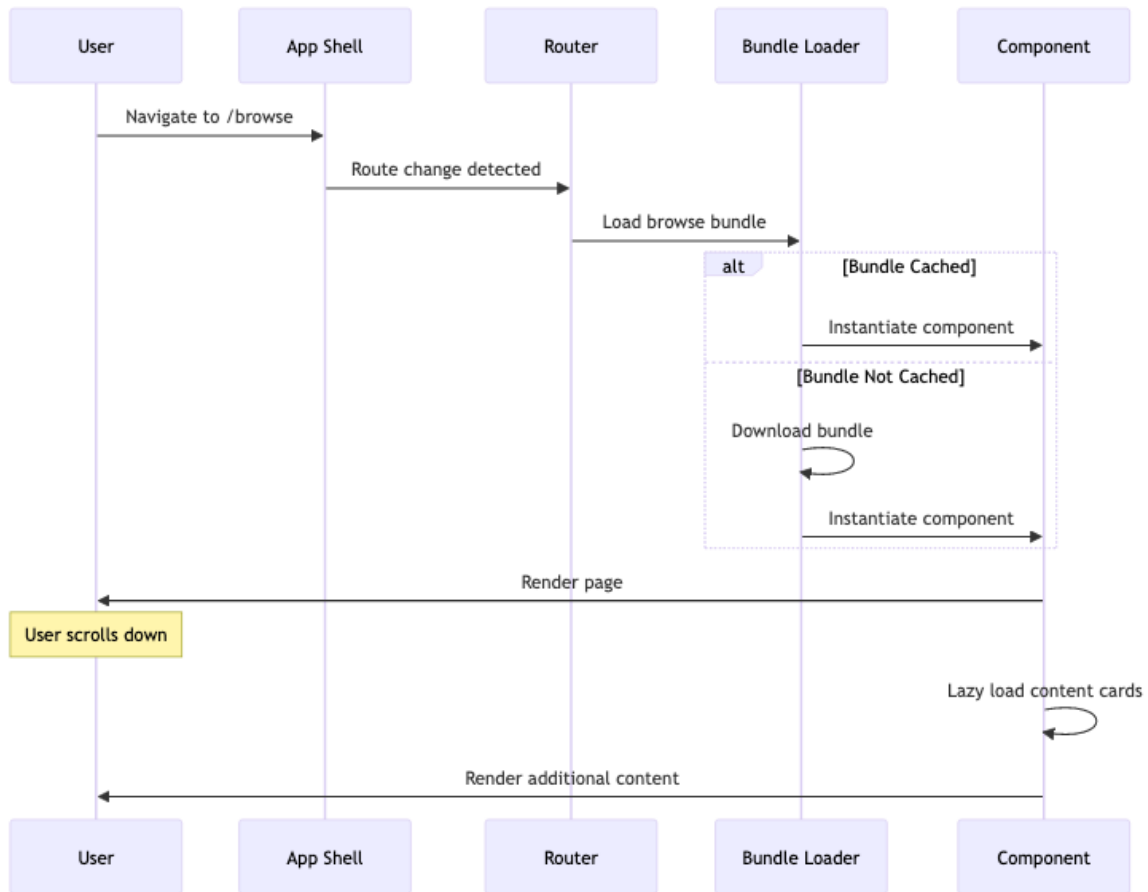 User
App Shell
Router
Bundle Loader
Component
Navigate to /browse
Route change detected
Load browse bundle
alt
[Bundle Cached]
Instantiate component
[Bundle Not Cached]
Download bundle
Instantiate component
Render page
User scrolls down
Lazy load content cards
Render additional content
User
App Shell
Router
Bundle Loader
Component